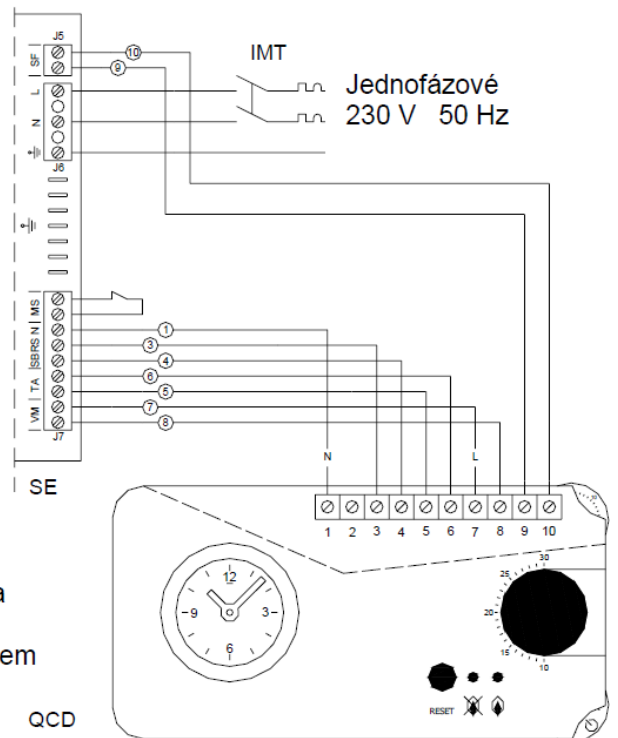 J5
SF
10
9
IMT
L
N
Jednofázové
230 V 50 Hz
J6
MS
N
SBRS
TA
VM
1
3
4
6
5
7
8
J7
SE
N
L
1 2 3 4 5 6 7 8 9 10
30
25
20
15
10
12
9
3
6
a
em
RESET
QCD